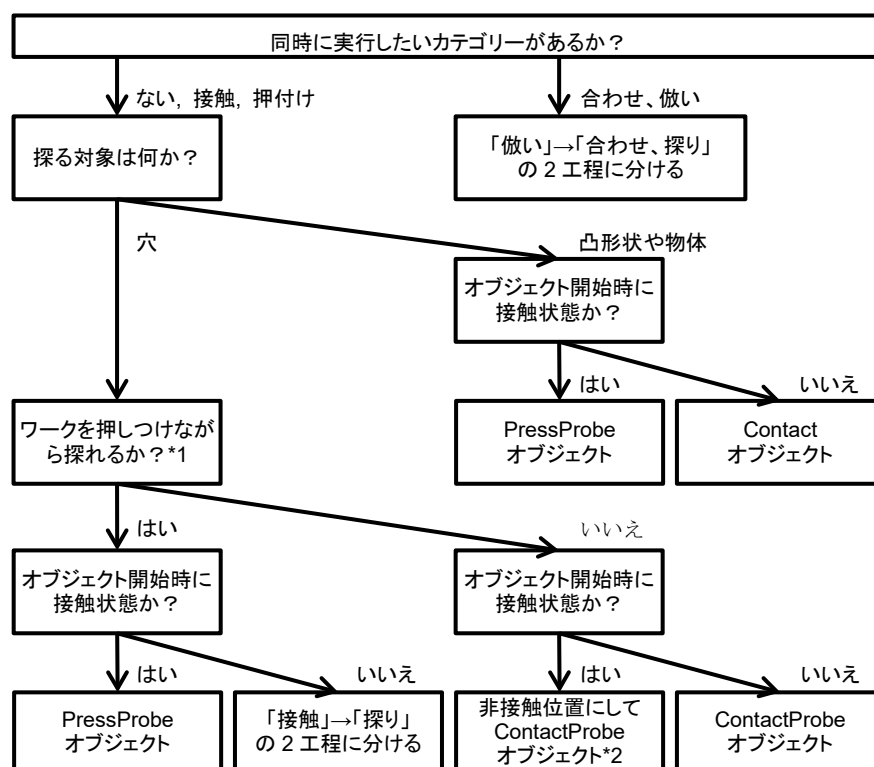 同時に実行したいカテゴリーがあるか？
ない, 接触, 押付け
合わせ、倣い
探る対象は何か？
「倣い」→「合わせ、探り」
の 2 工程に分ける
穴
凸形状や物体
オブジェクト開始時に
接触状態か？
はい
いいえ
ワークを押しつけなが
ら探れるか？*1
PressProbe
オブジェクト
Contact
オブジェクト
はい
いいえ
オブジェクト開始時に
接触状態か？
オブジェクト開始時に
接触状態か？
はい
いいえ
はい
いいえ
PressProbe
オブジェクト
「接触」→「探り」
の 2 工程に分ける
非接触位置にして
ContactProbe
オブジェクト*2
ContactProbe
オブジェクト